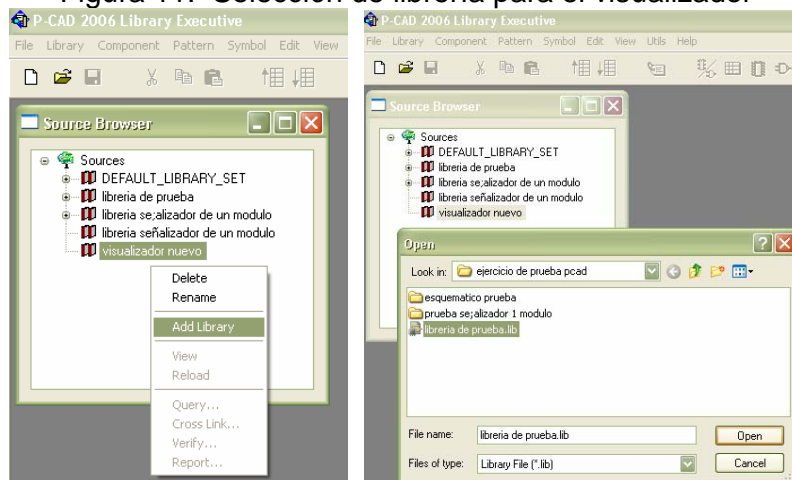 Figura 11. Selección de librería para el visualizador
P-CAD 2006 Library Executive
File Library Component Pattern Symbol Edit View
Source Browser
Sources
DEFAULT_LIBRARY_SET
libreria de prueba
libreria se;alizador de un modulo
libreria señalizador de un modulo
visualizador nuevo
Delete
Rename
Add Library
View
Reload
Query...
Cross Link...
Verify...
Report...
P-CAD 2006 Library Executive
File Library Component Pattern Symbol Edit View Utils Help
Source Browser
Sources
DEFAULT_LIBRARY_SET
libreria de prueba
libreria se;alizador de un modulo
libreria señalizador de un modulo
visualizador nuevo
Open
Look in: ejercicio de prueba pcad
esquematico prueba
prueba se;alizador 1 modulo
libreria de prueba.lib
File name: libreria de prueba.lib Open
Files of type: Library File (*.lib) Cancel